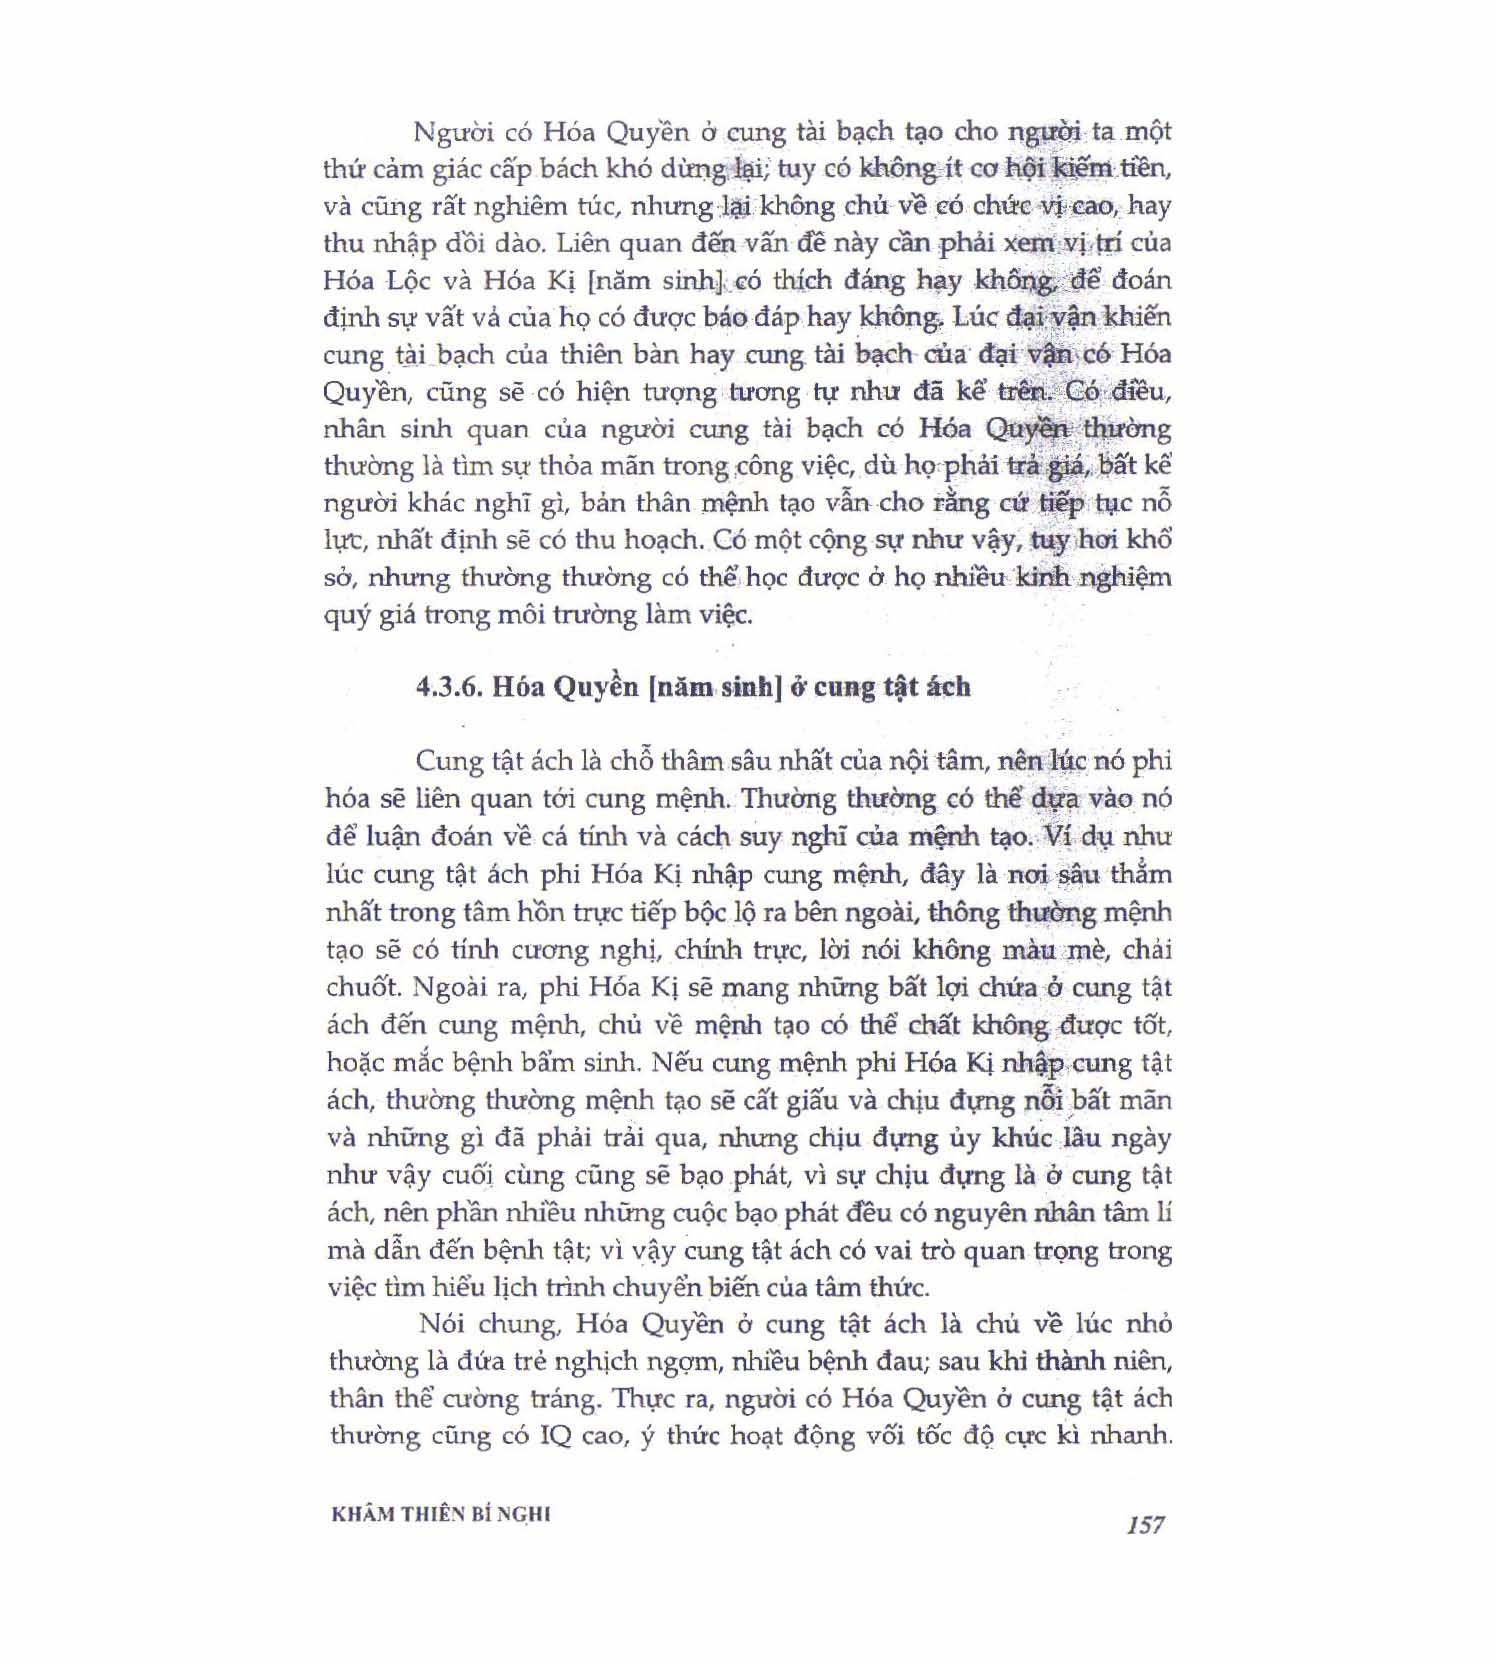 Người có Hóa Quyền ở cung tài bạch tạo cho người ta một
thứ cảm giác cấp bách khó dừng lại; tuy có không ít cơ hội kiếm tiền,
và cũng rất nghiêm túc, nhưng lại không chủ về có chức vị cao, hay
thu nhập dồi dào. Liên quan đến vấn đề này cần phải xem vị trí của
Hóa Lộc và Hóa Kị [năm sinh] có thích đáng hay không, để đoán
định sự vất vả của họ có được báo đáp hay không. Lúc đại vận khiến
cung tài bạch của thiên bàn hay cung tài bạch của đại vận có Hóa
Quyền, cũng sẽ có hiện tượng tương tự như đã kể trên. Có điều,
nhân sinh quan của người cung tài bạch có Hóa Quyền thường
thường là tìm sự thỏa mãn trong công việc, dù họ phải trả giá, bất kể
người khác nghĩ gì, bản thân mệnh tạo vẫn cho rằng cứ tiếp tục nỗ
lực, nhất định sẽ có thu hoạch. Có một cộng sự như vậy, tuy hơi khổ
sở, nhưng thường thường có thể học được ở họ nhiều kinh nghiệm
quý giá trong môi trường làm việc.
4.3.6. Hóa Quyền [năm sinh] ở cung tật ách
Cung tật ách là chỗ thâm sâu nhất của nội tâm, nên lúc nó phi
hóa sẽ liên quan tới cung mệnh. Thường thường có thể dựa vào nó
để luận đoán về cá tính và cách suy nghĩ của mệnh tạo. Ví dụ như
lúc cung tật ách phi Hóa Kị nhập cung mệnh, đây là nơi sâu thẳm
nhất trong tâm hồn trực tiếp bộc lộ ra bên ngoài, thông thường mệnh
tạo sẽ có tính cương nghị, chính trực, lời nói không màu mè, chải
chuốt. Ngoài ra, phi Hóa Kị sẽ mang những bất lợi chứa ở cung tật
ách đến cung mệnh, chủ về mệnh tạo có thể chất không được tốt,
hoặc mắc bệnh bẩm sinh. Nếu cung mệnh phi Hóa Kị nhập cung tật
ách, thường thường mệnh tạo sẽ cất giấu và chịu đựng nỗi bất mãn
và những gì đã phải trải qua, nhưng chịu đựng ủy khúc lâu ngày
như vậy cuối cùng cũng sẽ bạo phát, vì sự chịu đựng là ở cung tật
ách, nên phần nhiều những cuộc bạo phát đều có nguyên nhân tâm lí
mà dẫn đến bệnh tật; vì vậy cung tật ách có vai trò quan trọng trong
việc tìm hiểu lịch trình chuyển biến của tâm thức.
Nói chung, Hóa Quyền ở cung tật ách là chủ về lúc nhỏ
thường là đứa trẻ nghịch ngợm, nhiều bệnh đau; sau khi thành niên,
thân thể cường tráng. Thực ra, người có Hóa Quyền ở cung tật ách
thường cũng có IQ cao, ý thức hoạt động vối tốc độ cực kì nhanh.
KHÂM THIÊN BÍ NGHI
157